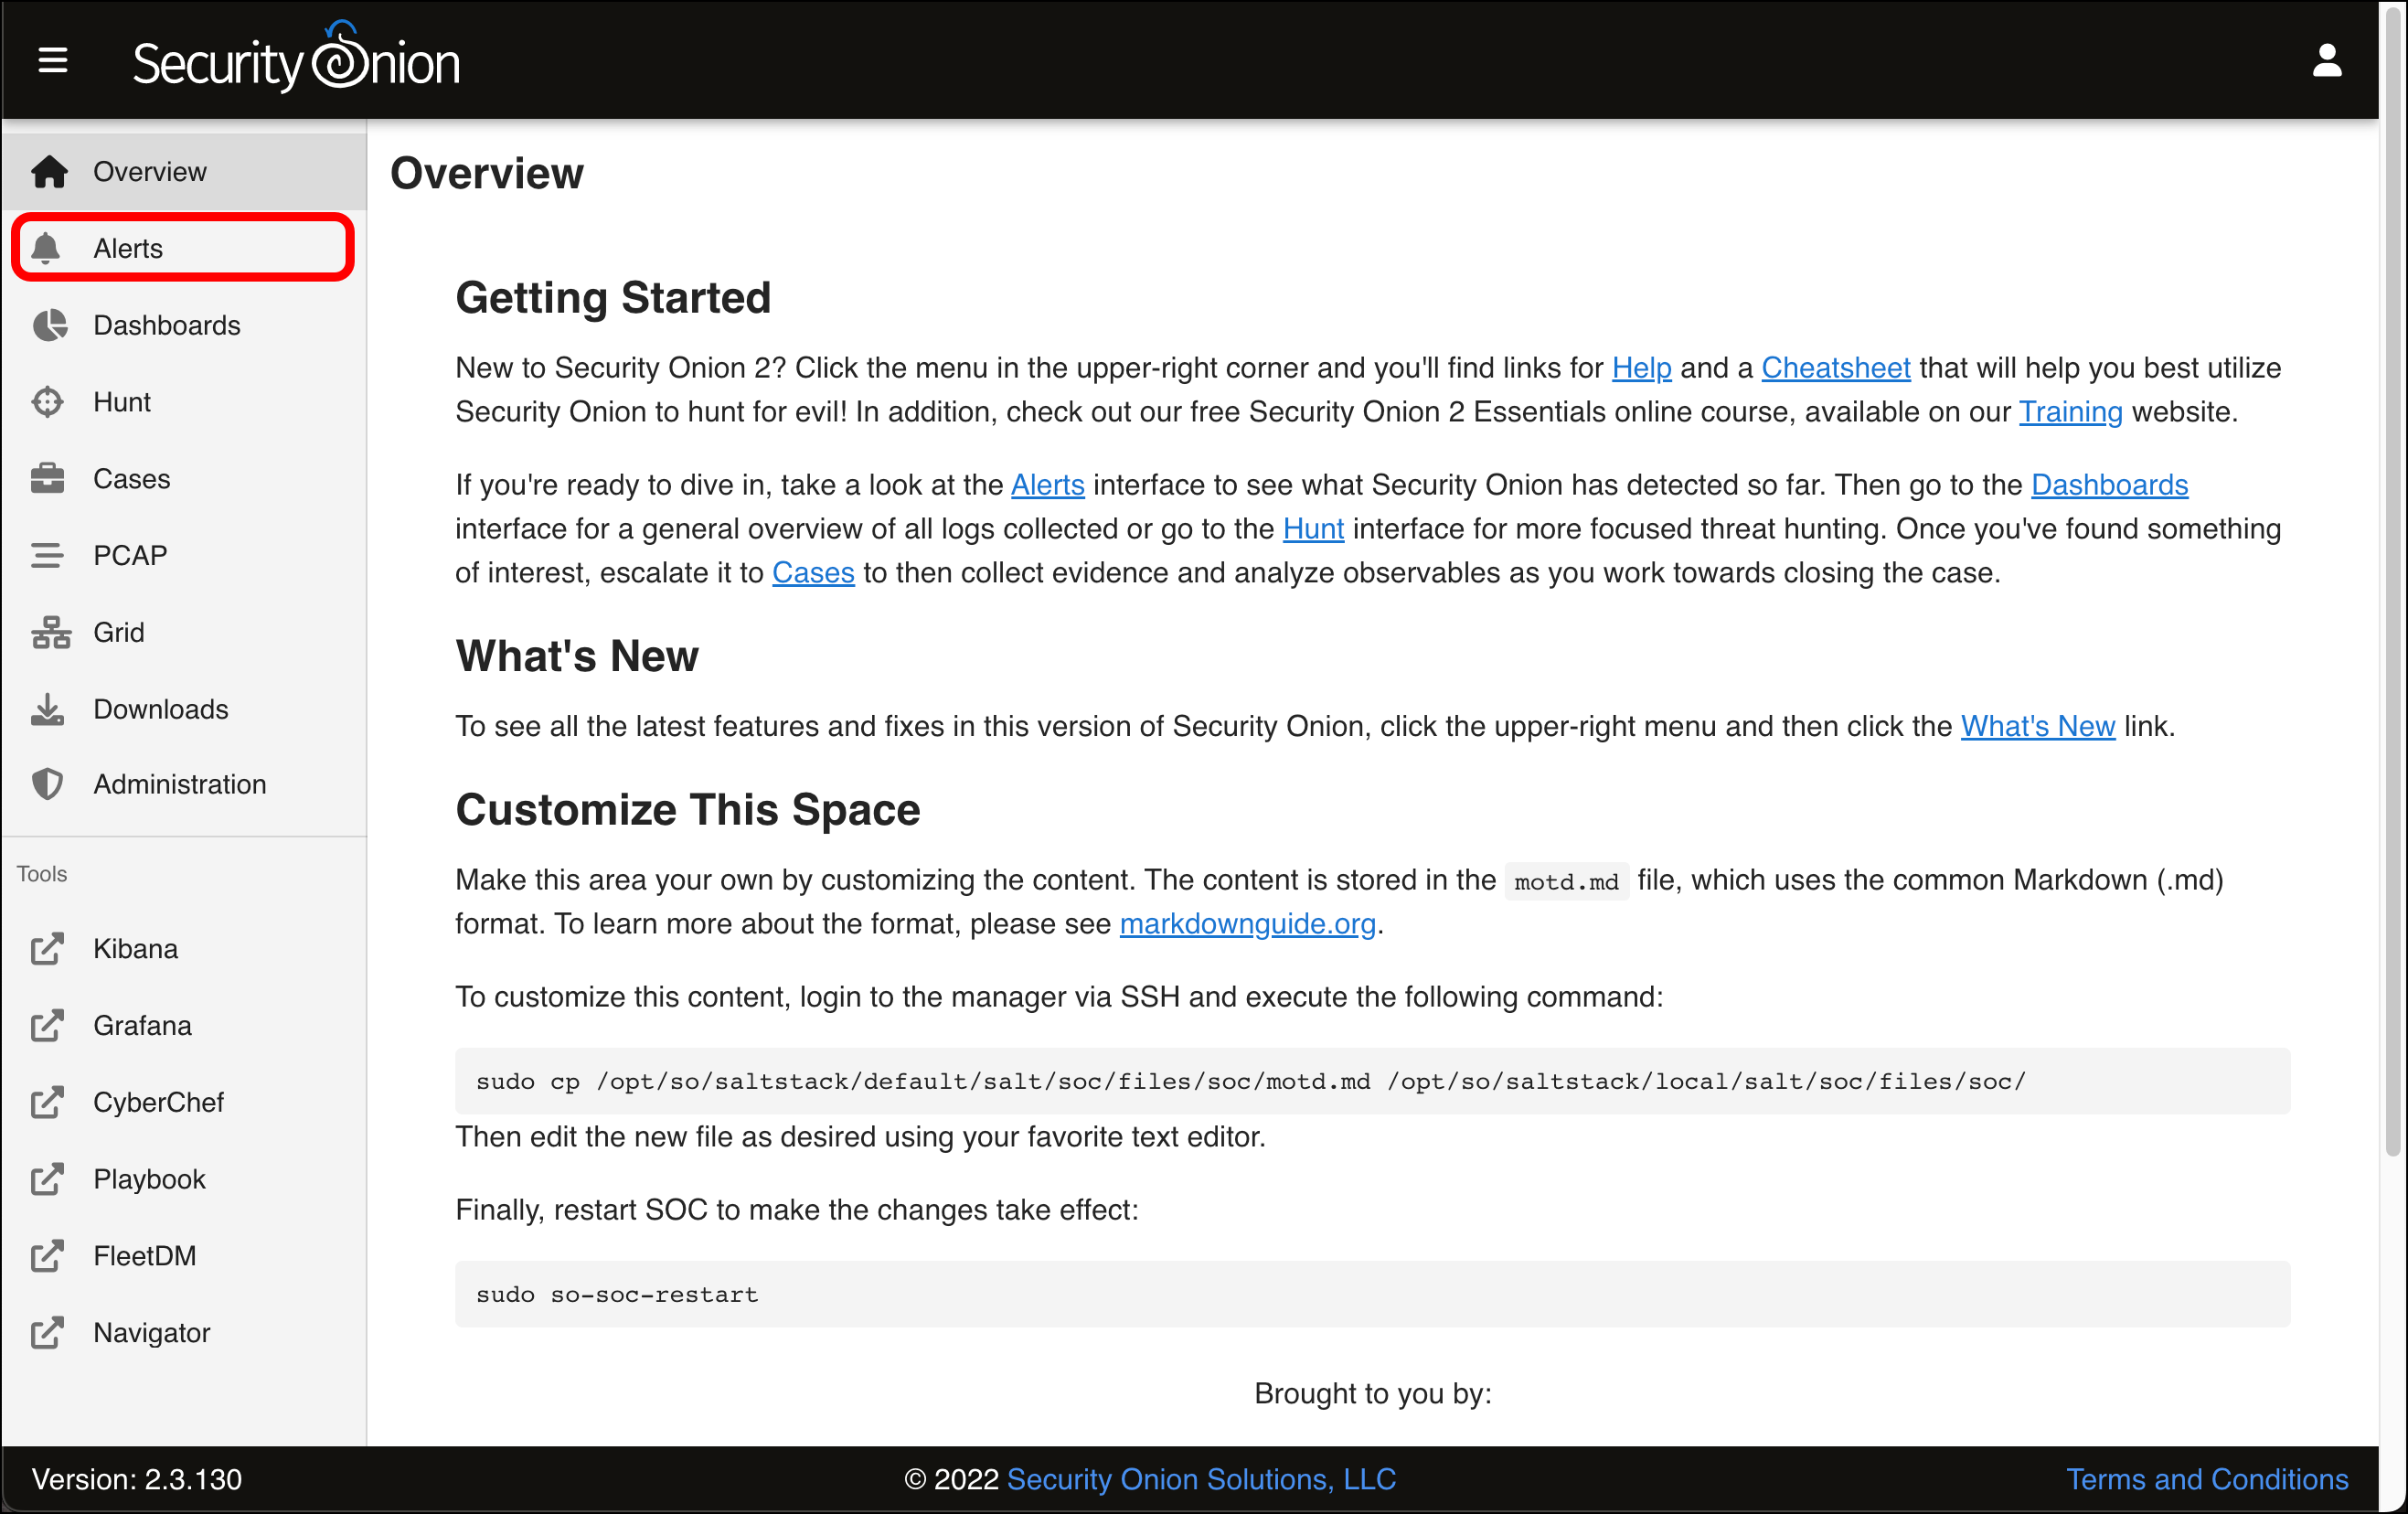 Security Onion
Overview
Alerts
Dashboards
Hunt
Cases
PCAP
Grid
Downloads
Administration
Tools
Kibana
Grafana
CyberChef
Playbook
FleetDM
Navigator
Overview
Getting Started
New to Security Onion 2? Click the menu in the upper-right corner and you'll find links for Help and a Cheatsheet that will help you best utilize
Security Onion to hunt for evil! In addition, check out our free Security Onion 2 Essentials online course, available on our Training website.
If you're ready to dive in, take a look at the Alerts interface to see what Security Onion has detected so far. Then go to the Dashboards
interface for a general overview of all logs collected or go to the Hunt interface for more focused threat hunting. Once you've found something
of interest, escalate it to Cases to then collect evidence and analyze observables as you work towards closing the case.
What's New
To see all the latest features and fixes in this version of Security Onion, click the upper-right menu and then click the What's New link.
Customize This Space
Make this area your own by customizing the content. The content is stored in the motd.md file, which uses the common Markdown (.md)
format. To learn more about the format, please see markdownguide.org.
To customize this content, login to the manager via SSH and execute the following command:
sudo cp /opt/so/saltstack/default/salt/soc/files/soc/motd.md /opt/so/saltstack/local/salt/soc/files/soc/
Then edit the new file as desired using your favorite text editor.
Finally, restart SOC to make the changes take effect:
sudo so-soc-restart
Brought to you by:
Version: 2.3.130
© 2022 Security Onion Solutions, LLC
Terms and Conditions